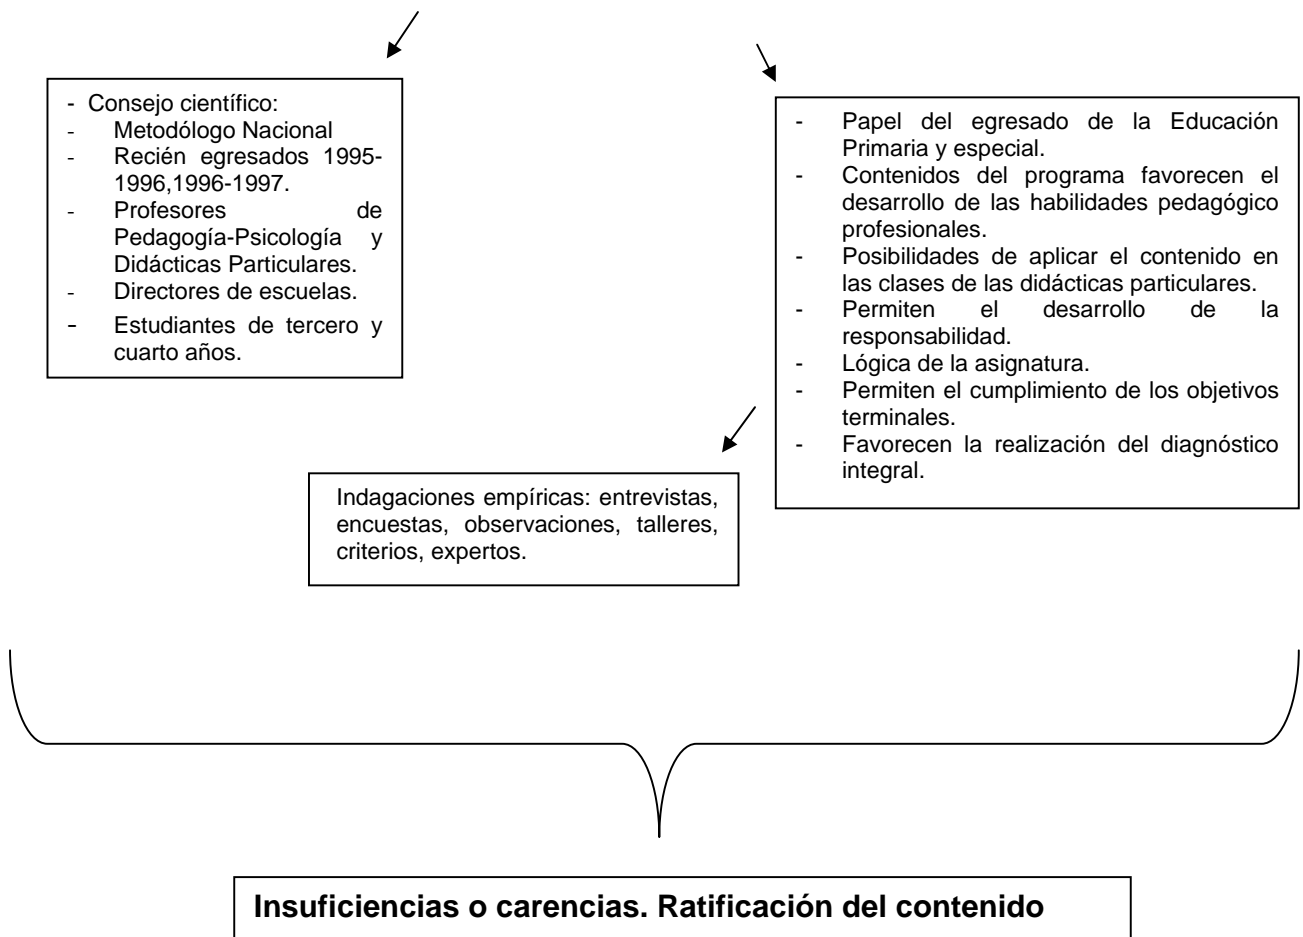 - Consejo científico:
- Metodólogo Nacional
- Recién egresados 1995-
1996,1996-1997.
- Profesores de
Pedagogía-Psicología y
Didácticas Particulares.
- Directores de escuelas.
- Estudiantes de tercero y
cuarto años.
- Papel del egresado de la Educación
Primaria y especial.
- Contenidos del programa favorecen el
desarrollo de las habilidades pedagógico
profesionales.
- Posibilidades de aplicar el contenido en
las clases de las didácticas particulares.
- Permiten el desarrollo de la
responsabilidad.
- Lógica de la asignatura.
- Permiten el cumplimiento de los objetivos
terminales.
- Favorecen la realización del diagnóstico
integral.
Indagaciones empíricas: entrevistas,
encuestas, observaciones, talleres,
criterios, expertos.
Insuficiencias o carencias. Ratificación del contenido